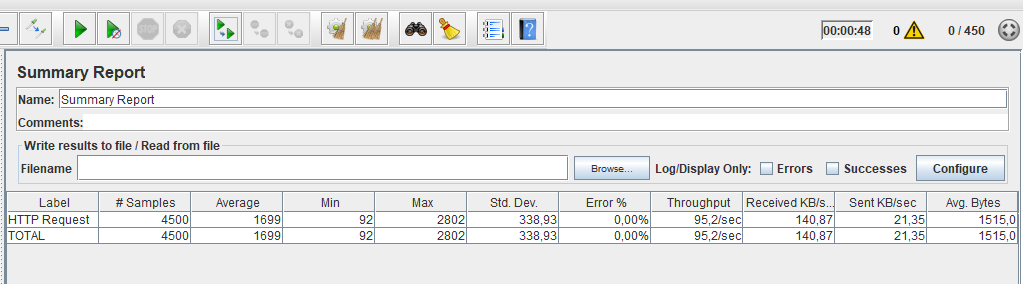 STOP
00:00:48 0 0 / 450
Summary Report
Name: Summary Report
Comments:
Write results to file / Read from file
Filename Browse... Log/Display Only: Errors Successes Configure
Label # Samples Average Min Max Std. Dev. Error % Throughput Received KB/s... Sent KB/sec Avg. Bytes
HTTP Request 4500 1699 92 2802 338,93 0,00% 95,2/sec 140,87 21,35 1515,0
TOTAL 4500 1699 92 2802 338,93 0,00% 95,2/sec 140,87 21,35 1515,0